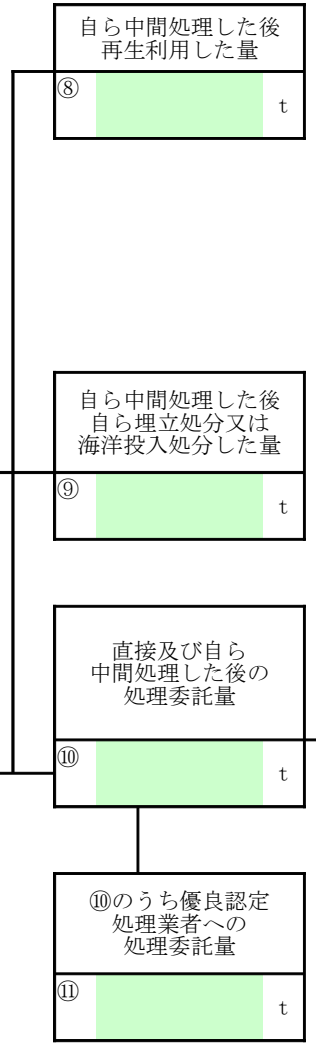 自ら中間処理した後
再生利用した量
⑧ t
自ら中間処理した後
自ら埋立処分又は
海洋投入処分した量
⑨ t
直接及び自ら
中間処理した後の
処理委託量
⑩ t
⑩のうち優良認定
処理業者への
処理委託量
⑪ t